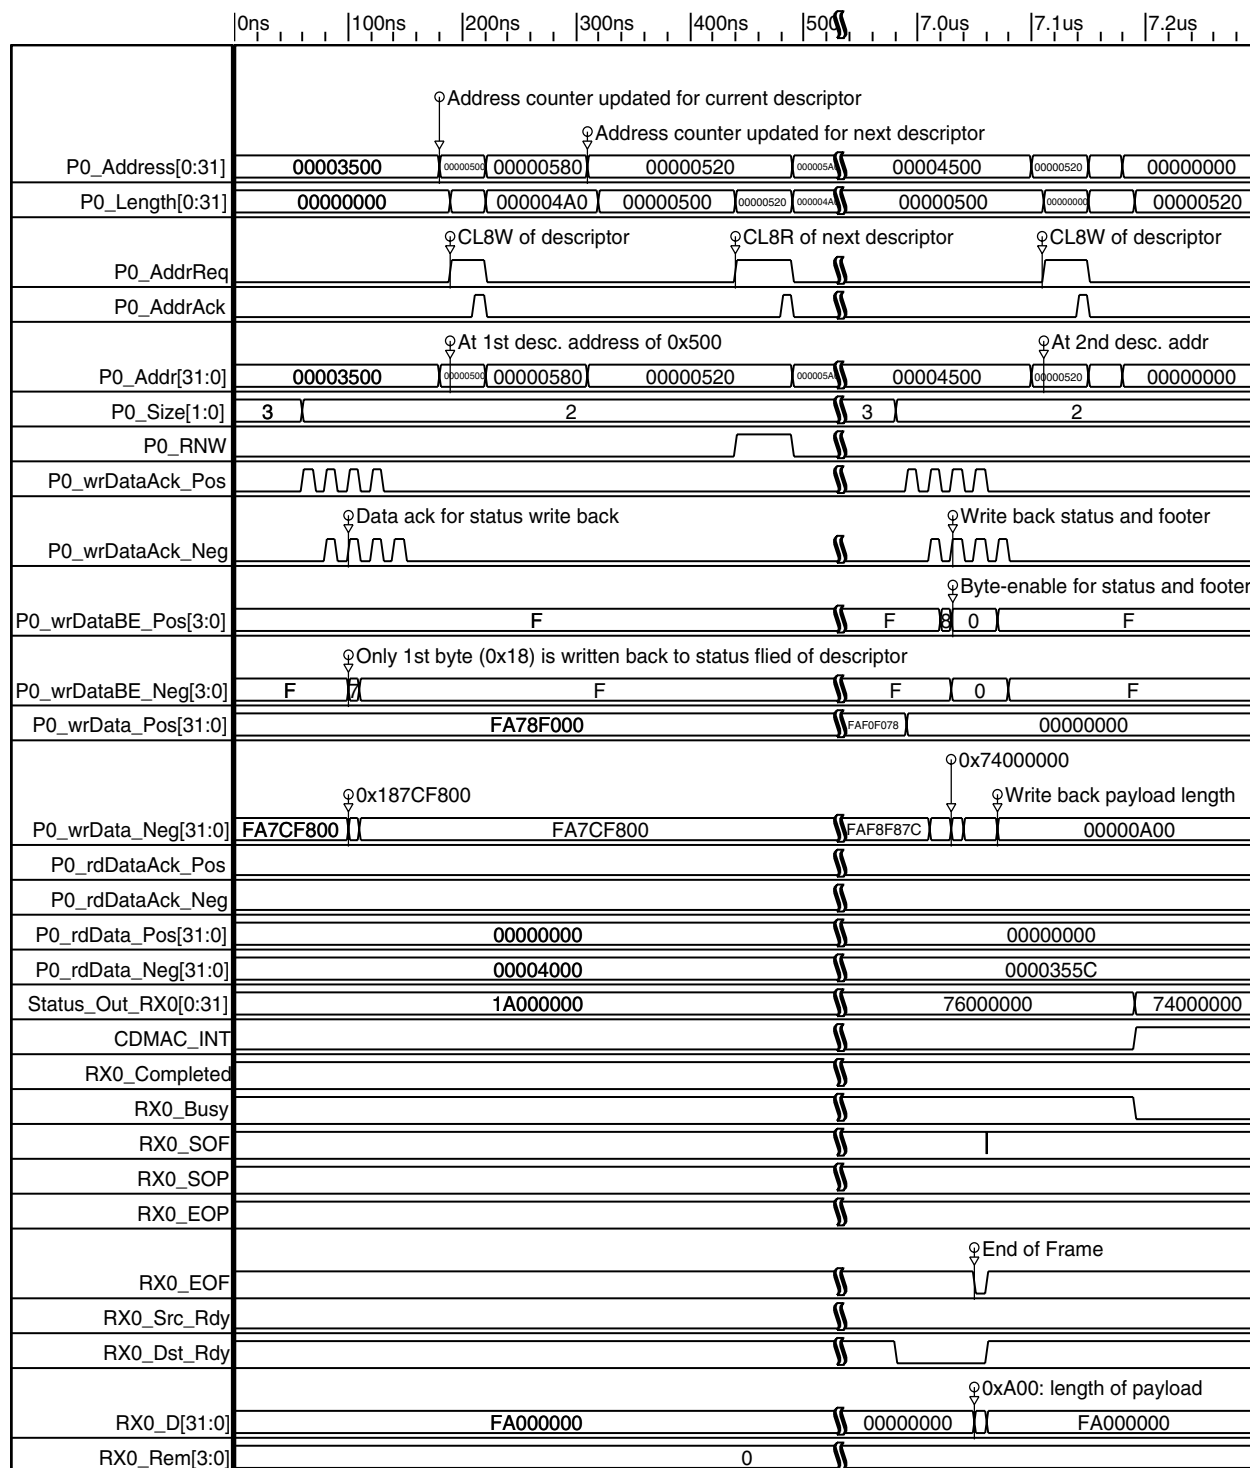 0ns 100ns 200ns 300ns 400ns 500 7.0us 7.1us 7.2us
Address counter updated for current descriptor
Address counter updated for next descriptor
P0_Address[0:31] 00003500 00000500 00000580 00000520 000005A 00004500 00000520 00000000
P0_Length[0:31] 00000000 000004A0 00000500 00000520 000004A 00000500 00000000 00000520
CL8W of descriptor CL8R of next descriptor CL8W of descriptor
P0_AddrReq
P0_AddrAck
At 1st desc. address of 0x500 At 2nd desc. addr
P0_Addr[31:0] 00003500 00000500 00000580 00000520 000005A 00004500 00000520 00000000
P0_Size[1:0] 3 2 3 2
P0_RNW
P0_wrDataAck_Pos
Data ack for status write back Write back status and footer
P0_wrDataAck_Neg
Byte-enable for status and footer
P0_wrDataBE_Pos[3:0] F F 8 0 F
Only 1st byte (0x18) is written back to status flied of descriptor
P0_wrDataBE_Neg[3:0] F 7 F F 0 F
P0_wrData_Pos[31:0] FA78F000 FAF0F078 00000000
0x74000000
0x187CF800 Write back payload length
P0_wrData_Neg[31:0] FA7CF800 FA7CF800 FAF8F87C 00000A00
P0_rdDataAck_Pos
P0_rdDataAck_Neg
P0_rdData_Pos[31:0] 00000000 00000000
P0_rdData_Neg[31:0] 00004000 0000355C
Status_Out_RX0[0:31] 1A000000 76000000 74000000
CDMAC_INT
RX0_Completed
RX0_Busy
RX0_SOF
RX0_SOP
RX0_EOP
End of Frame
RX0_EOF
RX0_Src_Rdy
RX0_Dst_Rdy
0xA00: length of payload
RX0_D[31:0] FA000000 00000000 FA000000
RX0_Rem[3:0] 0